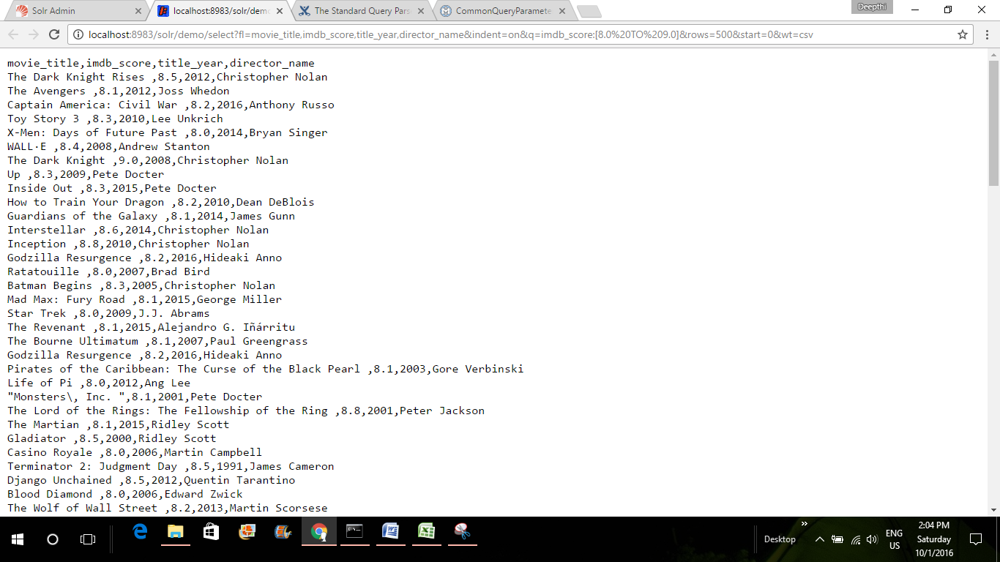 Solr Admin
localhost:8983/solr/dem
The Standard Query Pars
CommonQueryParamete
Deepthi
localhost:8983/solr/demo/select?fl=movie_title,imdb_score,title_year,director_name&indent=on&q=imdb_score:[8.0%20TO%209.0]&rows=500&start=0&wt=csv
movie_title,imdb_score,title_year,director_name
The Dark Knight Rises ,8.5,2012,Christopher Nolan
The Avengers ,8.1,2012,Joss Whedon
Captain America: Civil War ,8.2,2016,Anthony Russo
Toy Story 3 ,8.3,2010,Lee Unkrich
X-Men: Days of Future Past ,8.0,2014,Bryan Singer
WALL·E ,8.4,2008,Andrew Stanton
The Dark Knight ,9.0,2008,Christopher Nolan
Up ,8.3,2009,Pete Docter
Inside Out ,8.3,2015,Pete Docter
How to Train Your Dragon ,8.2,2010,Dean DeBlois
Guardians of the Galaxy ,8.1,2014,James Gunn
Interstellar ,8.6,2014,Christopher Nolan
Inception ,8.8,2010,Christopher Nolan
Godzilla Resurgence ,8.2,2016,Hideaki Anno
Ratatouille ,8.0,2007,Brad Bird
Batman Begins ,8.3,2005,Christopher Nolan
Mad Max: Fury Road ,8.1,2015,George Miller
Star Trek ,8.0,2009,J.J. Abrams
The Revenant ,8.1,2015,Alejandro G. Iñárritu
The Bourne Ultimatum ,8.1,2007,Paul Greengrass
Godzilla Resurgence ,8.2,2016,Hideaki Anno
Pirates of the Caribbean: The Curse of the Black Pearl ,8.1,2003,Gore Verbinski
Life of Pi ,8.0,2012,Ang Lee
"Monsters\, Inc. ",8.1,2001,Pete Docter
The Lord of the Rings: The Fellowship of the Ring ,8.8,2001,Peter Jackson
The Martian ,8.1,2015,Ridley Scott
Gladiator ,8.5,2000,Ridley Scott
Casino Royale ,8.0,2006,Martin Campbell
Terminator 2: Judgment Day ,8.5,1991,James Cameron
Django Unchained ,8.5,2012,Quentin Tarantino
Blood Diamond ,8.0,2006,Edward Zwick
The Wolf of Wall Street ,8.2,2013,Martin Scorsese
Desktop
ENG
US
2:04 PM
Saturday
10/1/2016